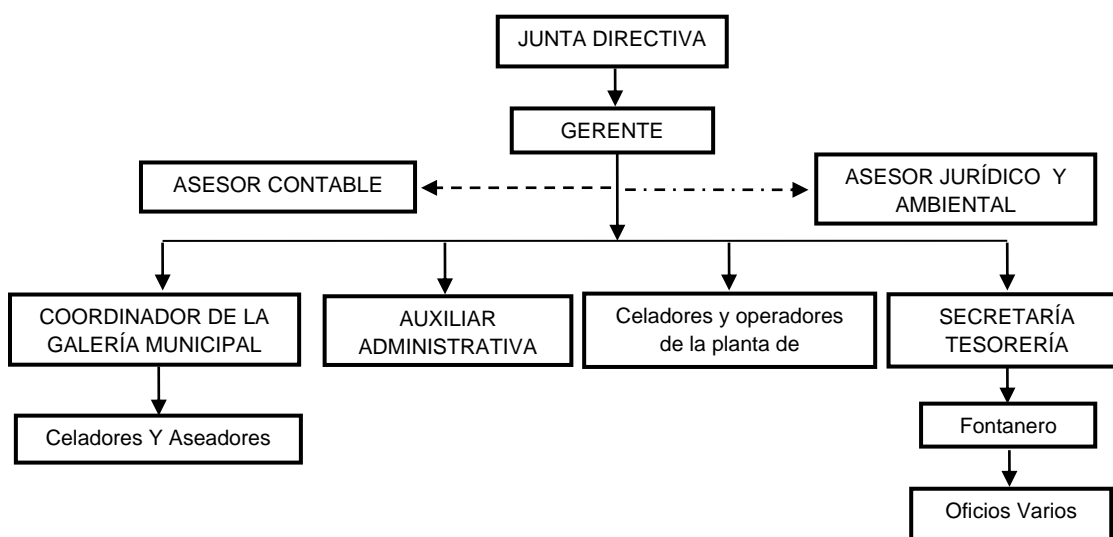 JUNTA DIRECTIVA
GERENTE
ASESOR CONTABLE
ASESOR JURÍDICO Y
AMBIENTAL
COORDINADOR DE LA
GALERÍA MUNICIPAL
AUXILIAR
ADMINISTRATIVA
Celadores y operadores
de la planta de
SECRETARÍA
TESORERÍA
Celadores Y Aseadores
Fontanero
Oficios Varios